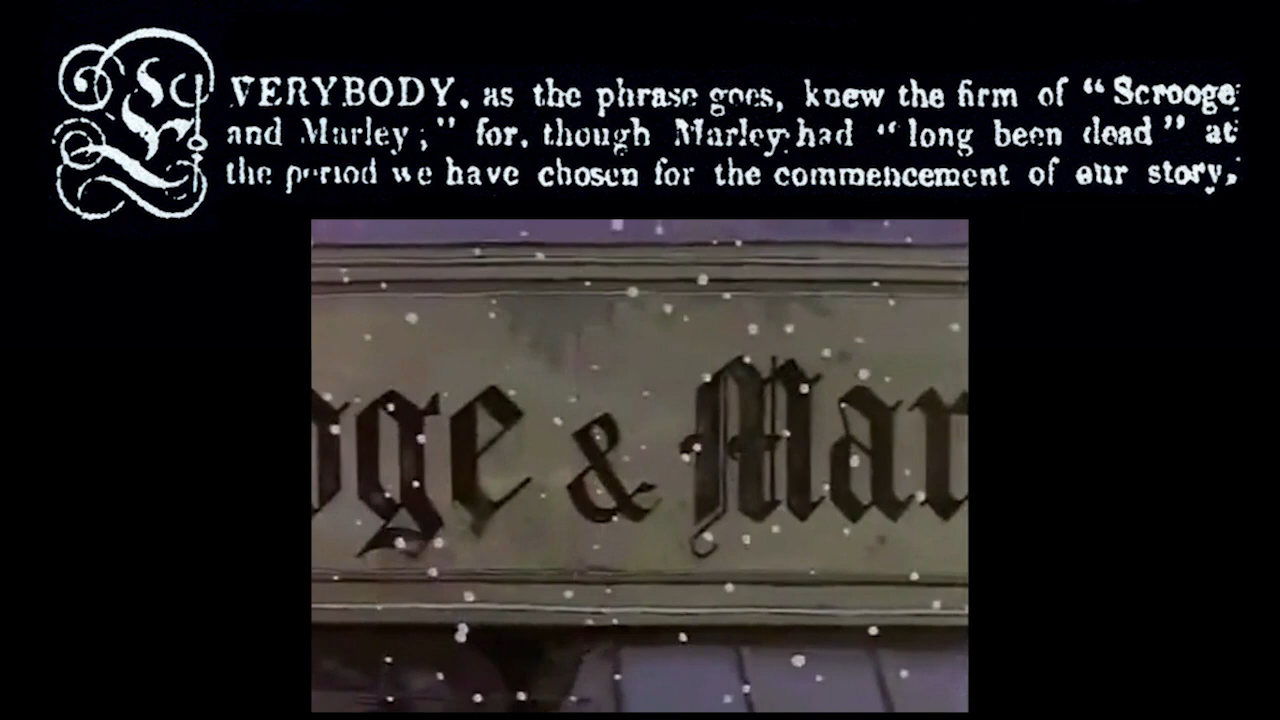 EVERYBODY, as the phrase goes, knew the firm of "Scrooge
and Marley;" for, though Marley had "long been dead" at
the period we have chosen for the commencement of our story,
oge & Mar